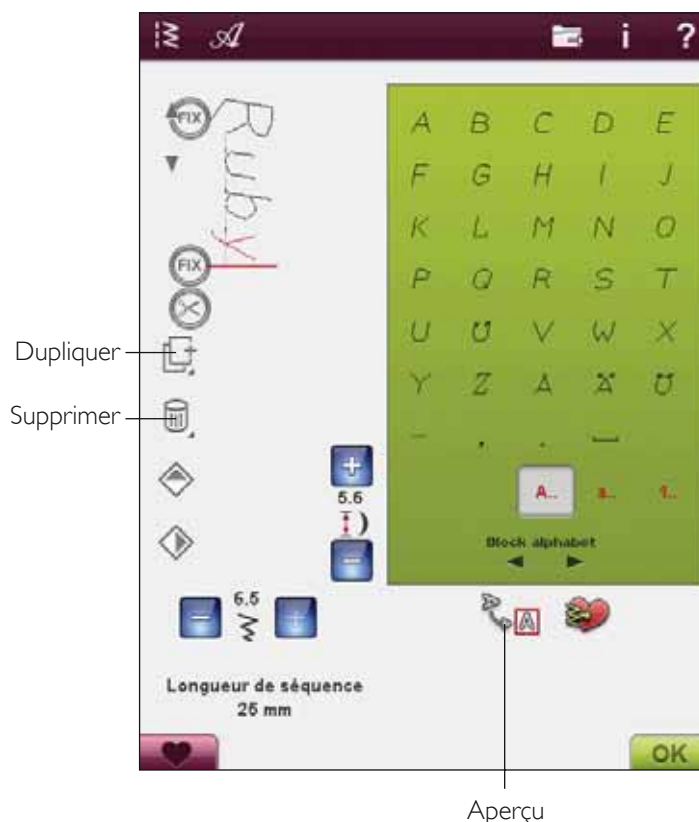 A i ?
FIX
Ruby
FIX
Dupliquer
Supprimer
+
5.6
−
− 6.5 +
Longueur de séquence
25 mm
A B C D E
F G H I J
K L M N O
P Q R S T
U Ü V W X
Y Z Å Ä Ö
- , . ⎵
A.. a.. 1..
Block alphabet
A
OK
Aperçu